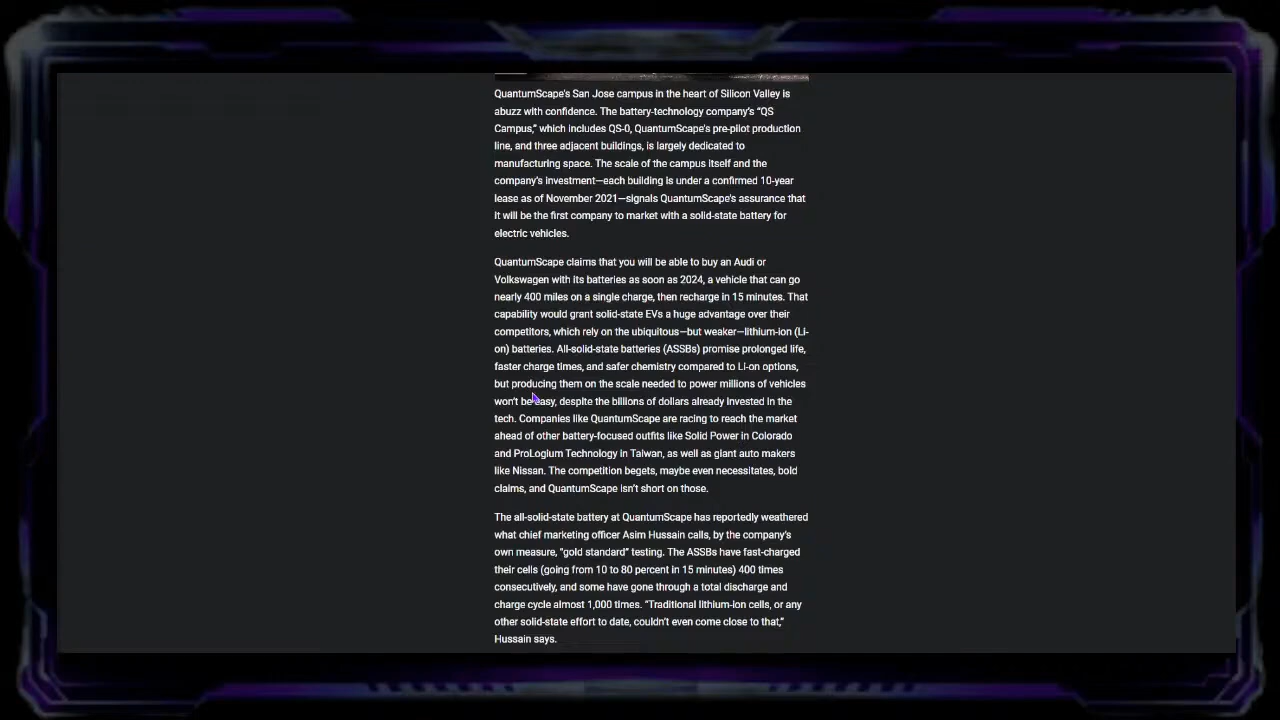 QuantumScape's San Jose campus in the heart of Silicon Valley is
abuzz with confidence. The battery-technology company's “QS
Campus,” which includes QS-0, QuantumScape's pre-pilot production
line, and three adjacent buildings, is largely dedicated to
manufacturing space. The scale of the campus itself and the
company's investment—each building is under a confirmed 10-year
lease as of November 2021—signals QuantumScape's assurance that
it will be the first company to market with a solid-state battery for
electric vehicles.
QuantumScape claims that you will be able to buy an Audi or
Volkswagen with its batteries as soon as 2024, a vehicle that can go
nearly 400 miles on a single charge, then recharge in 15 minutes. That
capability would grant solid-state EVs a huge advantage over their
competitors, which rely on the ubiquitous—but weaker—lithium-ion (Li-
on) batteries. All-solid-state batteries (ASSBs) promise prolonged life,
faster charge times, and safer chemistry compared to Li-on options,
but producing them on the scale needed to power millions of vehicles
won't be easy, despite the billions of dollars already invested in the
tech. Companies like QuantumScape are racing to reach the market
ahead of other battery-focused outfits like Solid Power in Colorado
and ProLogium Technology in Taiwan, as well as giant auto makers
like Nissan. The competition begets, maybe even necessitates, bold
claims, and QuantumScape isn't short on those.
The all-solid-state battery at QuantumScape has reportedly weathered
what chief marketing officer Asim Hussain calls, by the company's
own measure, “gold standard” testing. The ASSBs have fast-charged
their cells (going from 10 to 80 percent in 15 minutes) 400 times
consecutively, and some have gone through a total discharge and
charge cycle almost 1,000 times. “Traditional lithium-ion cells, or any
other solid-state effort to date, couldn't even come close to that,”
Hussain says.